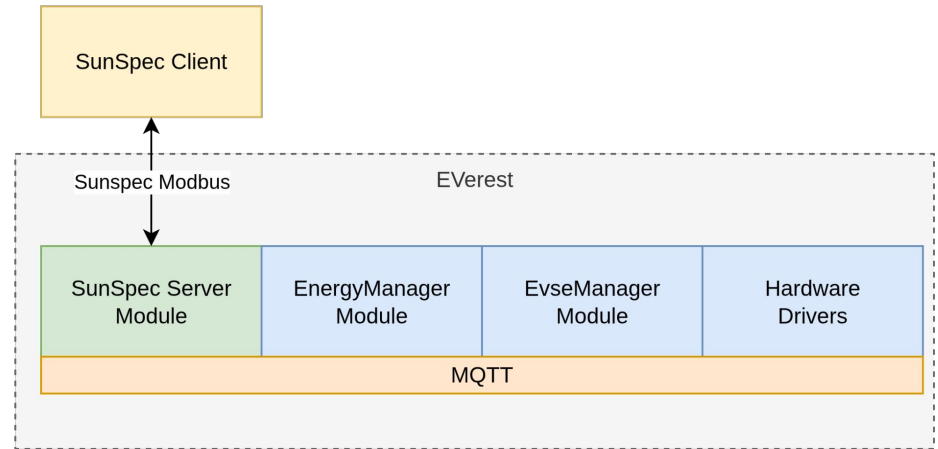 SunSpec Client
Sunspec Modbus
EVerest
SunSpec Server
Module
EnergyManager
Module
EvseManager
Module
Hardware
Drivers
MQTT